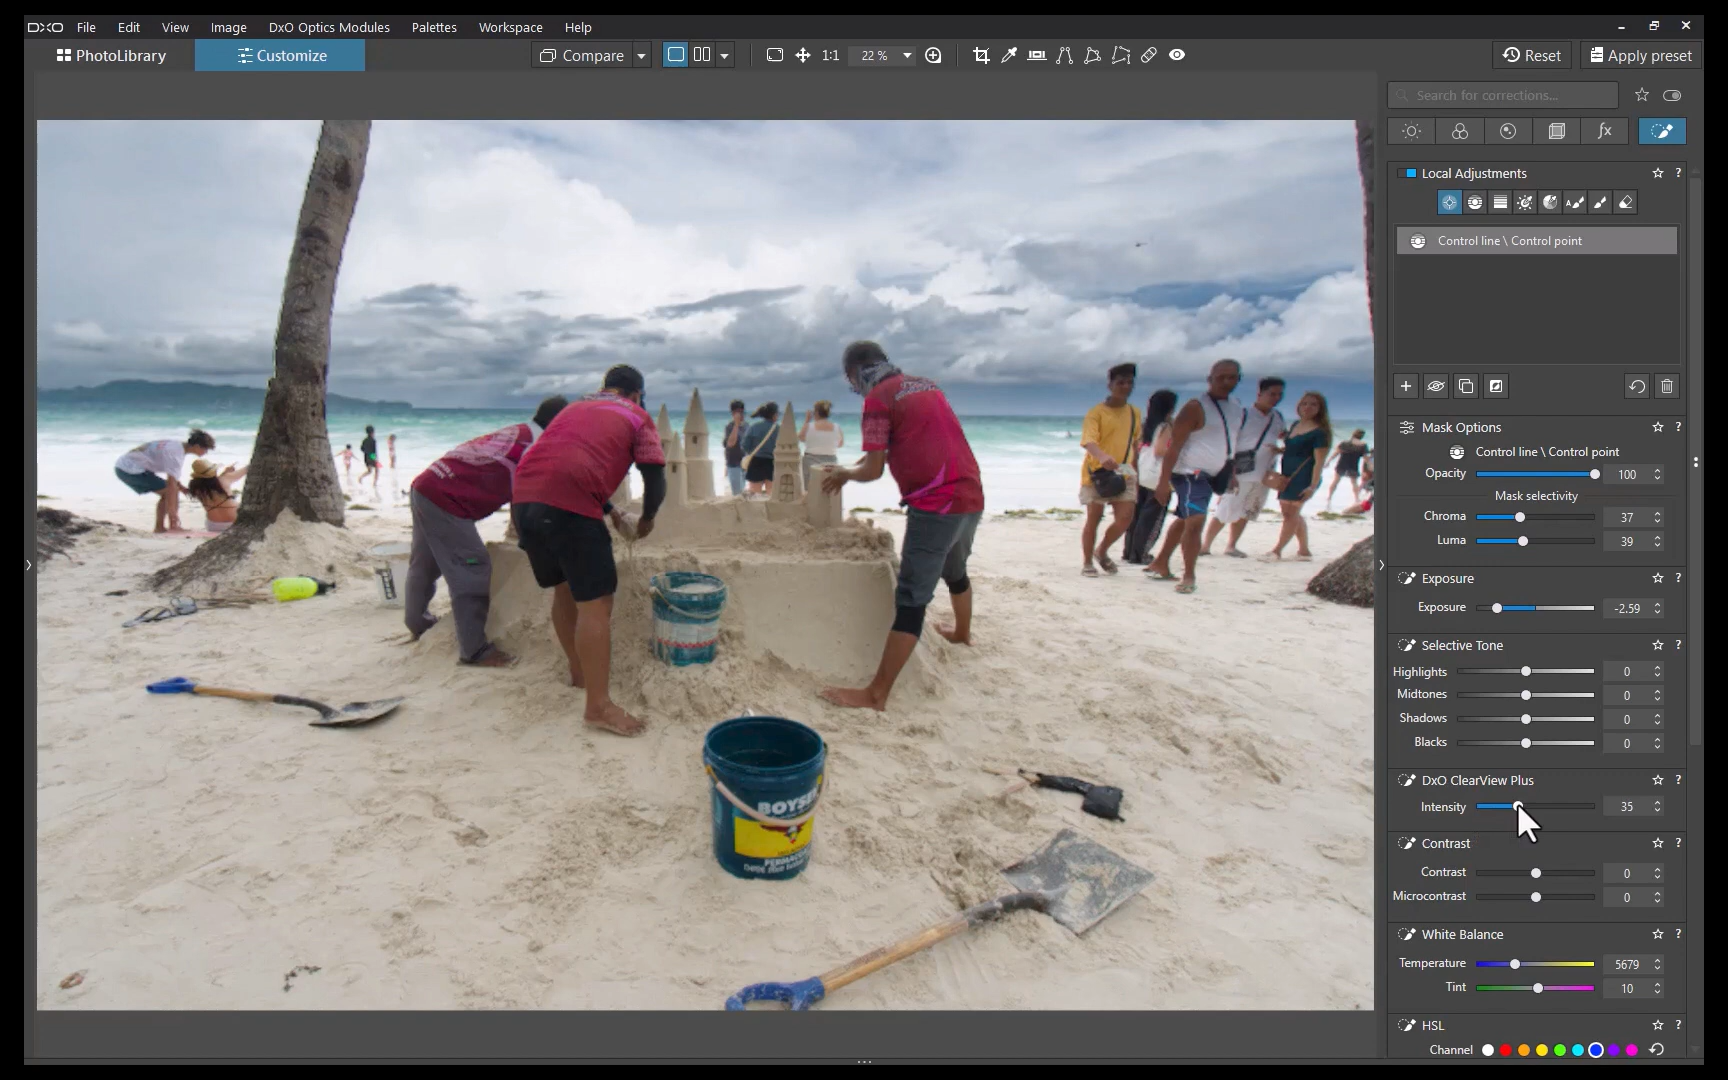 DXO File Edit View Image DxO Optics Modules Palettes Workspace Help
PhotoLibrary Customize Compare 1:1 22 % Reset Apply preset
Search for corrections...
fx
Local Adjustments ?
A
Control line \ Control point
Mask Options ?
Control line \ Control point
Opacity 100
Mask selectivity
Chroma 37
Luma 39
Exposure ?
Exposure -2.59
Selective Tone ?
Highlights 0
Midtones 0
Shadows 0
Blacks 0
DxO ClearView Plus ?
Intensity 35
Contrast ?
Contrast 0
Microcontrast 0
White Balance ?
Temperature 5679
Tint 10
HSL ?
Channel
BOYSEN